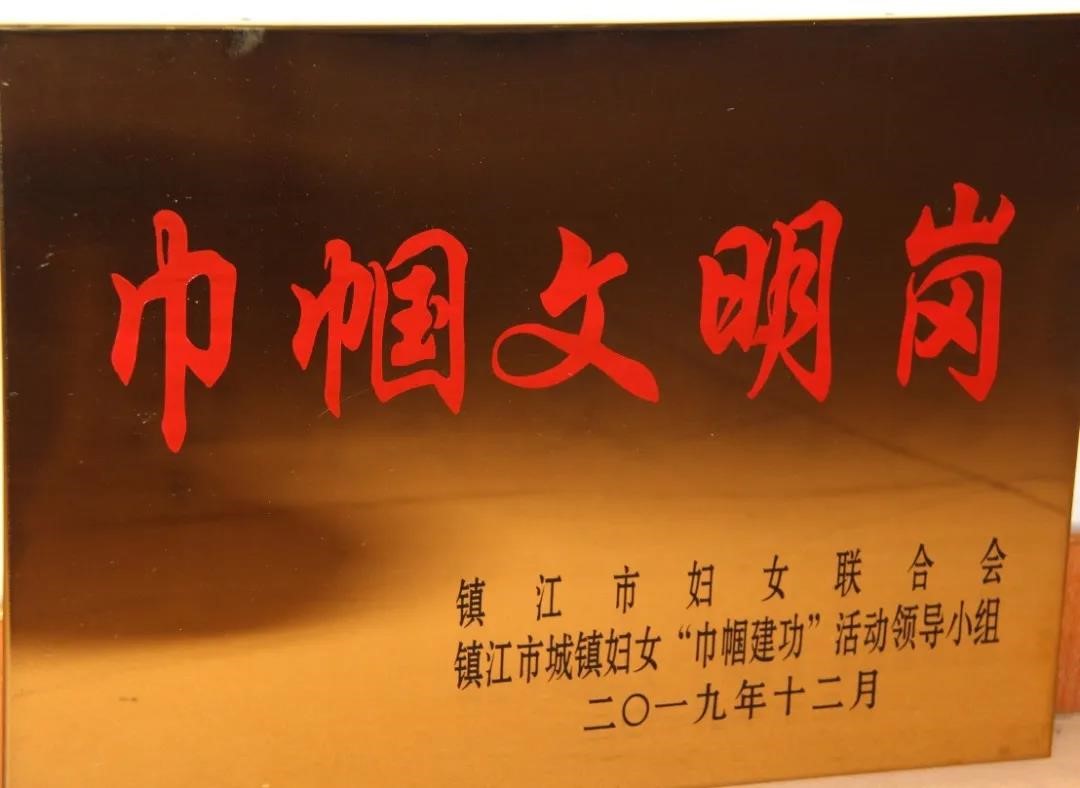 巾帼文明岗
镇江市妇女联合会
镇江市城镇妇女“巾帼建功”活动领导小组
二〇一九年十二月